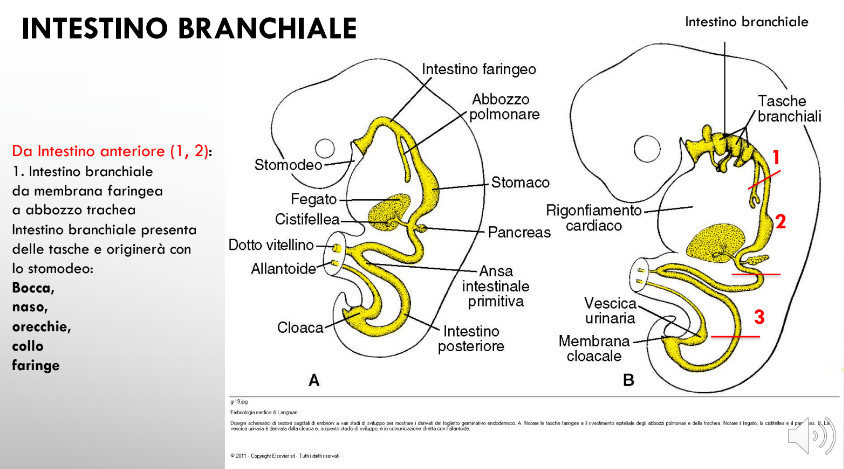 INTESTINO BRANCHIALE
Intestino branchiale
Da Intestino anteriore (1, 2):
1. Intestino branchiale
da membrana faringea
a abbozzo trachea
Intestino branchiale presenta
delle tasche e originerà con
lo stomodeo:
Bocca,
naso,
orecchie,
collo
faringe
Intestino faringeo
Abbozzo
polmonare
Stomodeo
Stomaco
Fegato
Cistifellea
Pancreas
Dotto vitellino
Allantoide
Ansa
intestinale
primitiva
Cloaca
Intestino
posteriore
A
Tasche
branchiali
1
Rigonfiamento
cardiaco
2
Vescica
urinaria
3
Membrana
cloacale
B
Embriologia medica di Langman
Disegni schematici di sezioni sagittali di embrioni a vari stadi di sviluppo per mostrare i derivati del foglietto germinativo endodermico. A. Notare le tasche faringee e il rivestimento epiteliale degli abbozzi polmonari e della trachea. Notare il fegato, la cistifellea e il
vescica urinaria è derivata dalla cloaca e, a questo stadio di sviluppo, è in comunicazione diretta con l'allantoide.
© 2011 - Copyright Elsevier srl - Tutti i diritti riservati